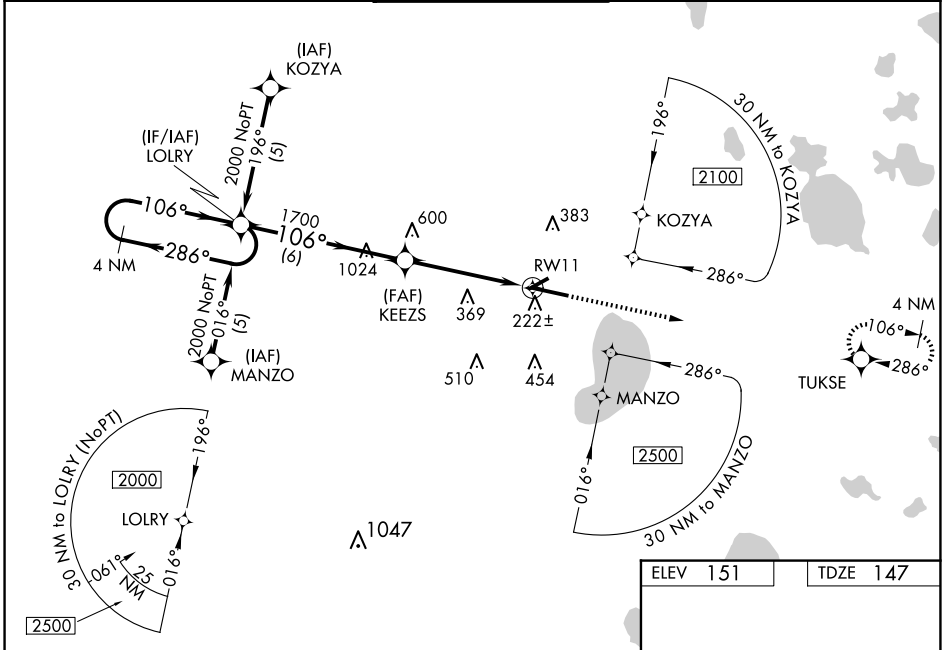 (IAF)
KOZYA
2000 NoPT
196°
(5)
(IF/IAF)
LOLRY
106°
286°
4 NM
1700
106°
(6)
1024
600
(FAF)
KEEZS
383
RW11
369
222±
510
454
2000 NoPT
016°
(5)
(IAF)
MANZO
30 NM to KOZYA
196°
2100
KOZYA
286°
4 NM
106°
286°
TUKSE
286°
MANZO
2500
016°
30 NM to MANZO
30 NM to LOLRY (NoPT)
196°
2000
LOLRY
016°
061°
25
NM
2500
1047
ELEV 151
TDZE 147